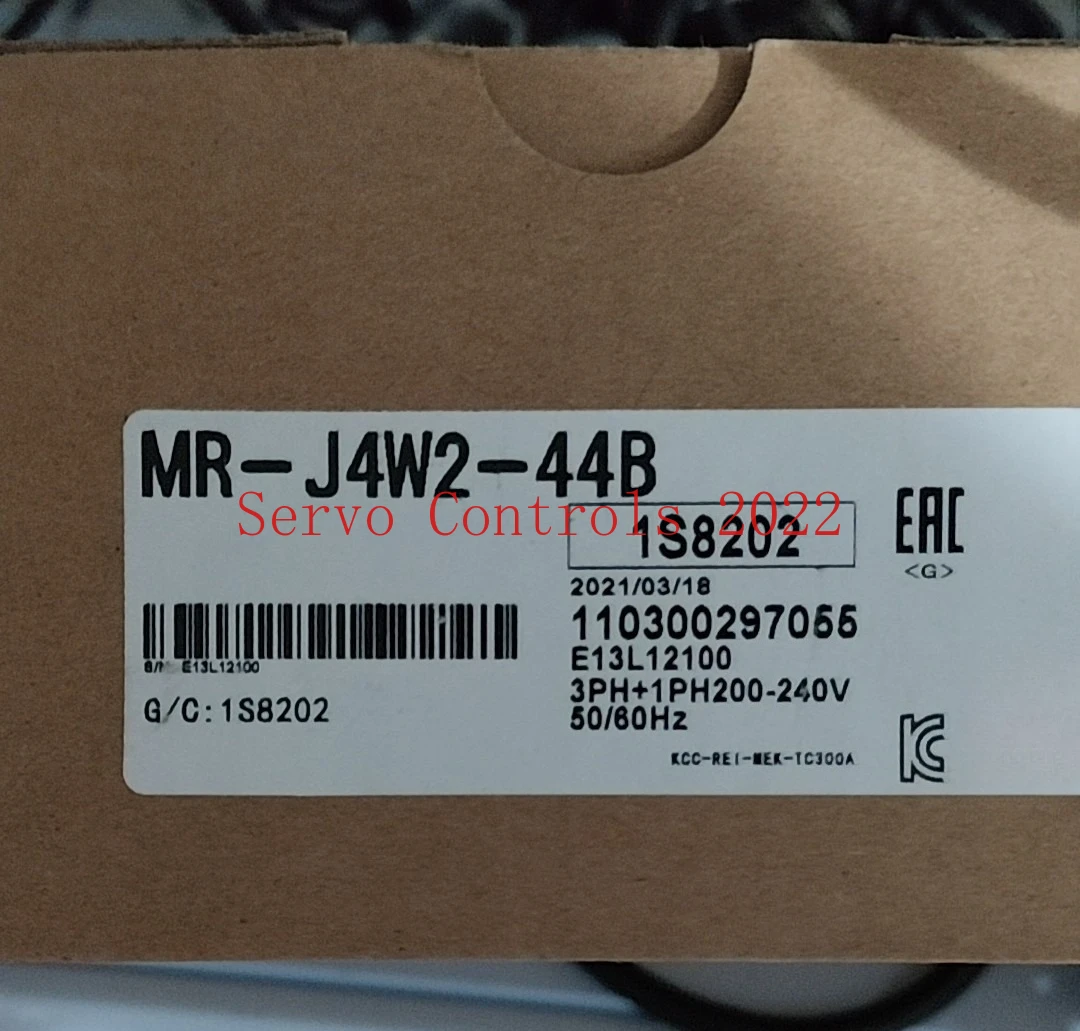 MR-J4W2-44B
Servo Controls 2022
1S8202
EAC
<G>
2021/03/18
110300297055
S/N E13L12100
E13L12100
3PH+1PH200-240V
G/C:1S8202
50/60Hz
KCC-REI-MEK-TC300A
KC